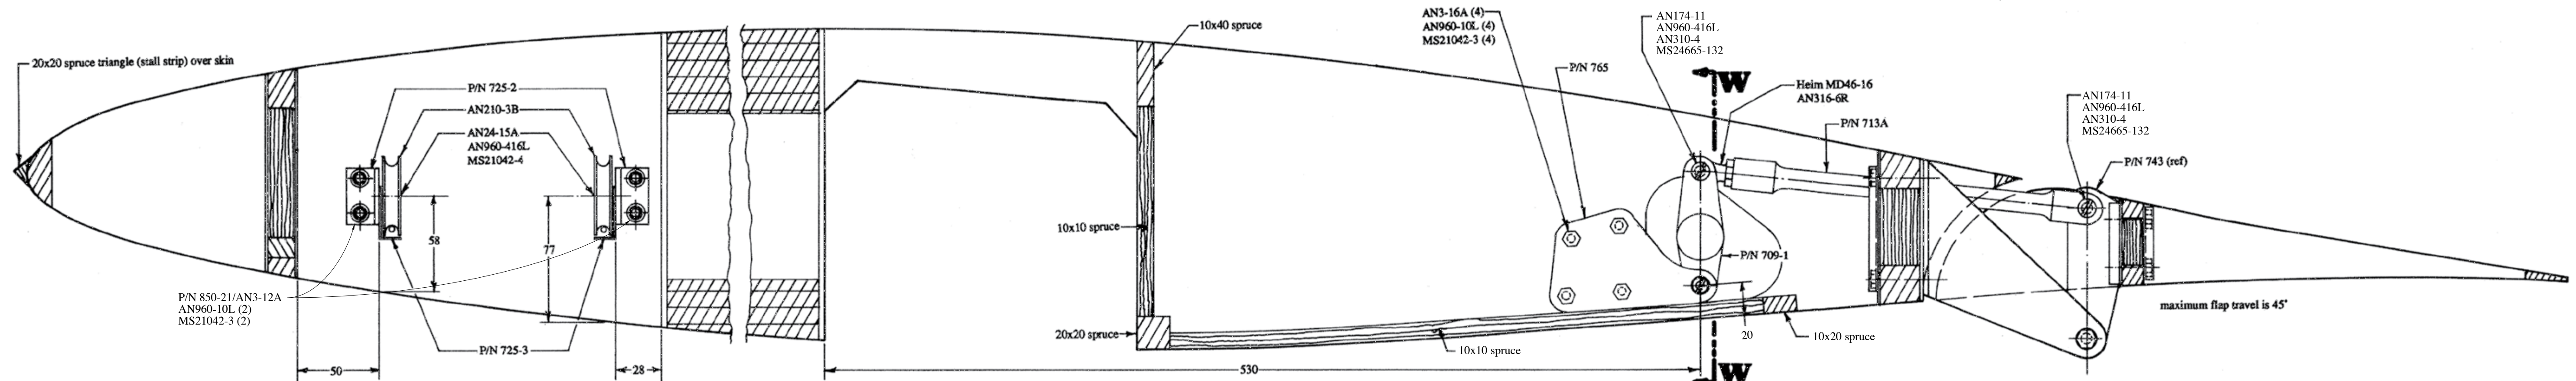 20x20 spruce triangle (stall strip) over skin
P/N 725-2
AN210-3B
AN24-15A
AN960-416L
MS21042-4
58
77
P/N 850-21/AN3-12A
AN960-10L (2)
MS21042-3 (2)
P/N 725-3
50
28
10x40 spruce
10x10 spruce
20x20 spruce
530
AN3-16A (4)
AN960-10L (4)
MS21042-3 (4)
P/N 765
AN174-11
AN960-416L
AN310-4
MS24665-132
W
Heim MD46-16
AN316-6R
P/N 713A
P/N 709-1
20
10x10 spruce
10x20 spruce
W
AN174-11
AN960-416L
AN310-4
MS24665-132
P/N 743 (ref)
maximum flap travel is 45°